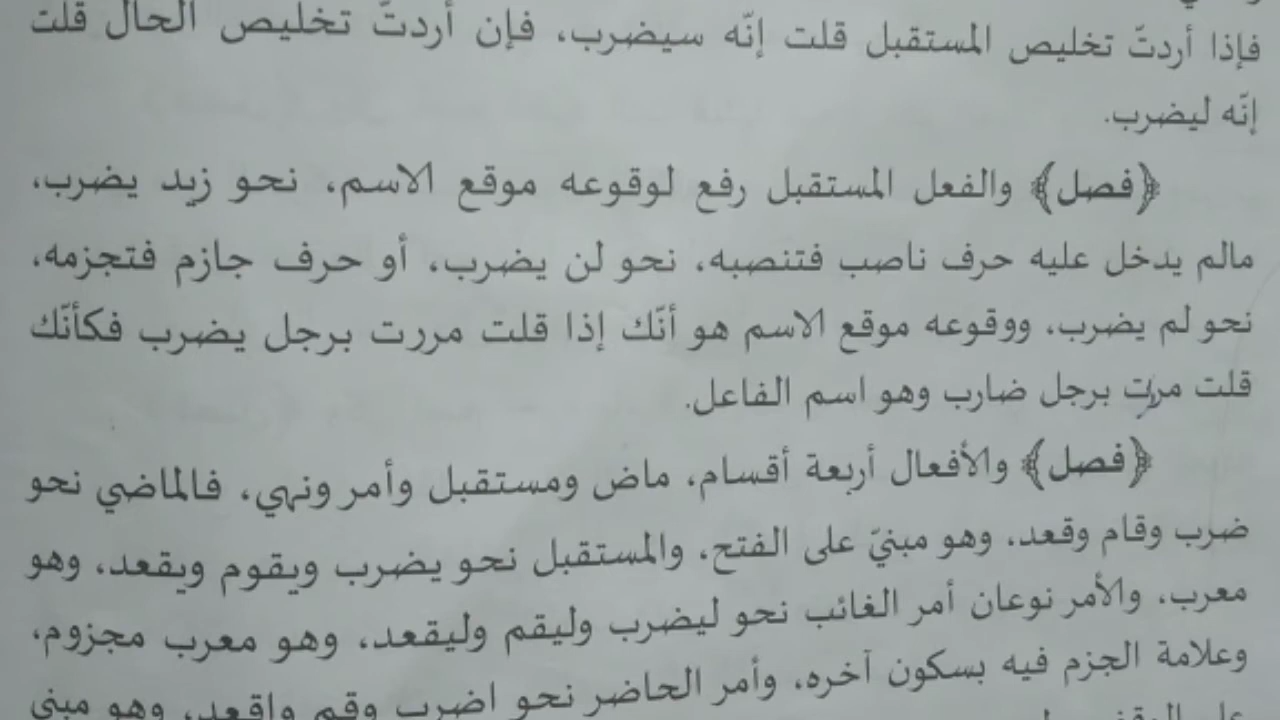 فإذا أردتّ تخليص المستقبل قلت إنّه سيضرب، فإن أردتّ تخليص الحال قلت
إنّه ليضرب.
﴿فصل﴾ والفعل المستقبل رفع لوقوعه موقع الاسم، نحو زيد يضرب،
مالم يدخل عليه حرف ناصب فتنصبه، نحو لن يضرب، أو حرف جازم فتجزمه،
نحو لم يضرب، ووقوعه موقع الاسم هو أنّك إذا قلت مررت برجل يضرب فكأنّك
قلت مرت برجل ضارب وهو اسم الفاعل.
﴿فصل﴾ والأفعال أربعة أقسام، ماض ومستقبل وأمر ونهي، فالماضي نحو
ضرب وقام وقعد، وهو مبنيّ على الفتح، والمستقبل نحو يضرب ويقوم ويقعد، وهو
معرب، والأمر نوعان أمر الغائب نحو ليضرب وليقم وليقعد، وهو معرب مجزوم،
وعلامة الجزم فيه بسكون آخره، وأمر الحاضر نحو اضرب وقم واقعد، وهو مبني